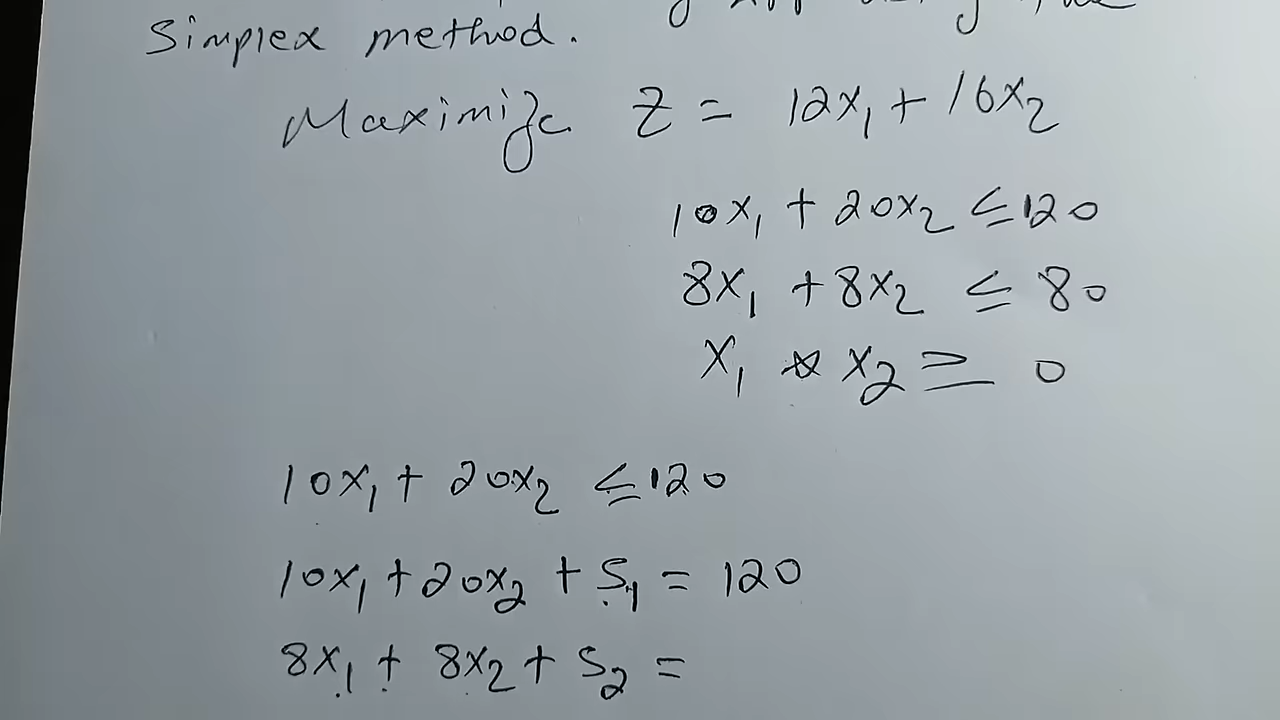 Simplex method.
Maximize Z = 12x₁ + 16x₂
10x₁ + 20x₂ ≤ 120
8x₁ + 8x₂ ≤ 80
x₁ x₂ ≥ 0
10x₁ + 20x₂ ≤ 120
10x₁ + 20x₂ + S₁ = 120
8x₁ + 8x₂ + S₂ =